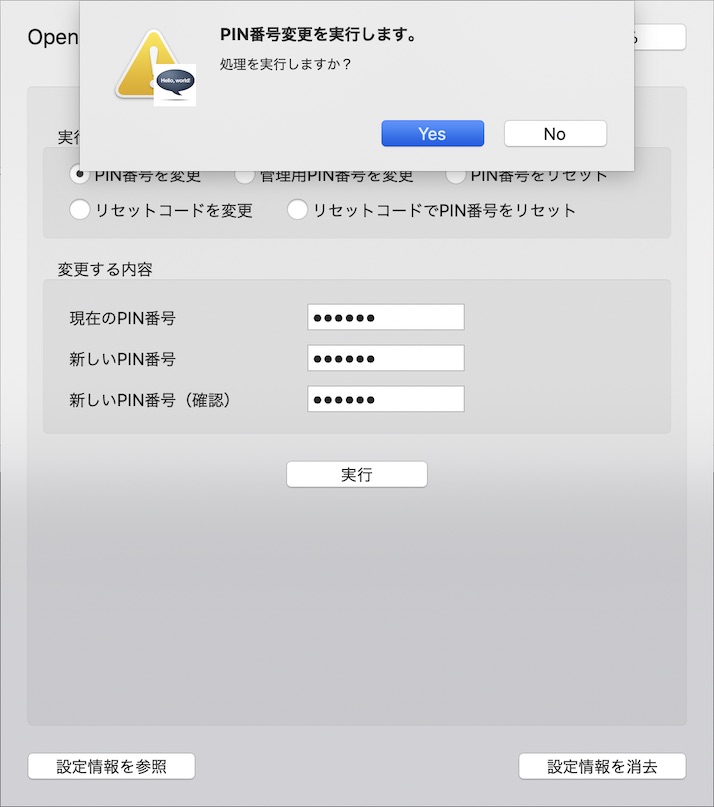 PIN番号変更を実行します。
処理を実行しますか？
Hello, world!
Yes
No
Open
実行
PIN番号を変更
管理用PIN番号を変更
PIN番号をリセット
リセットコードを変更
リセットコードでPIN番号をリセット
変更する内容
現在のPIN番号
新しいPIN番号
新しいPIN番号（確認）
実行
設定情報を参照
設定情報を消去